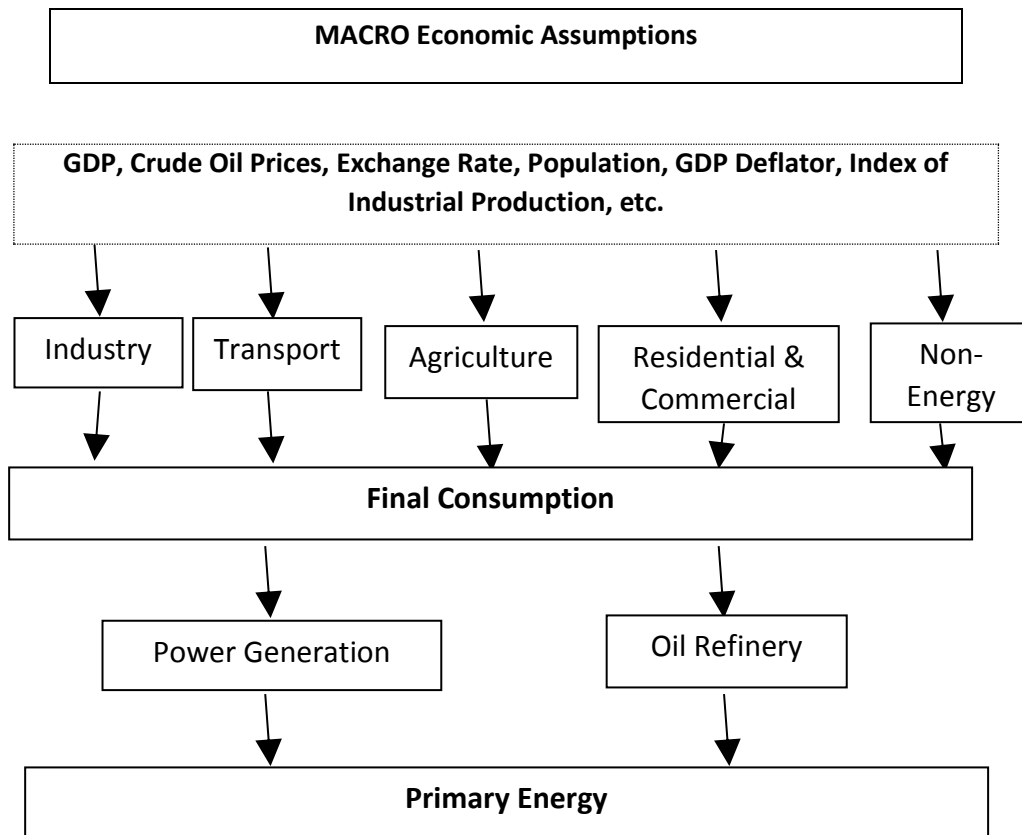 MACRO Economic Assumptions
GDP, Crude Oil Prices, Exchange Rate, Population, GDP Deflator, Index of
Industrial Production, etc.
Industry
Transport
Agriculture
Residential &
Commercial
Non-
Energy
Final Consumption
Power Generation
Oil Refinery
Primary Energy